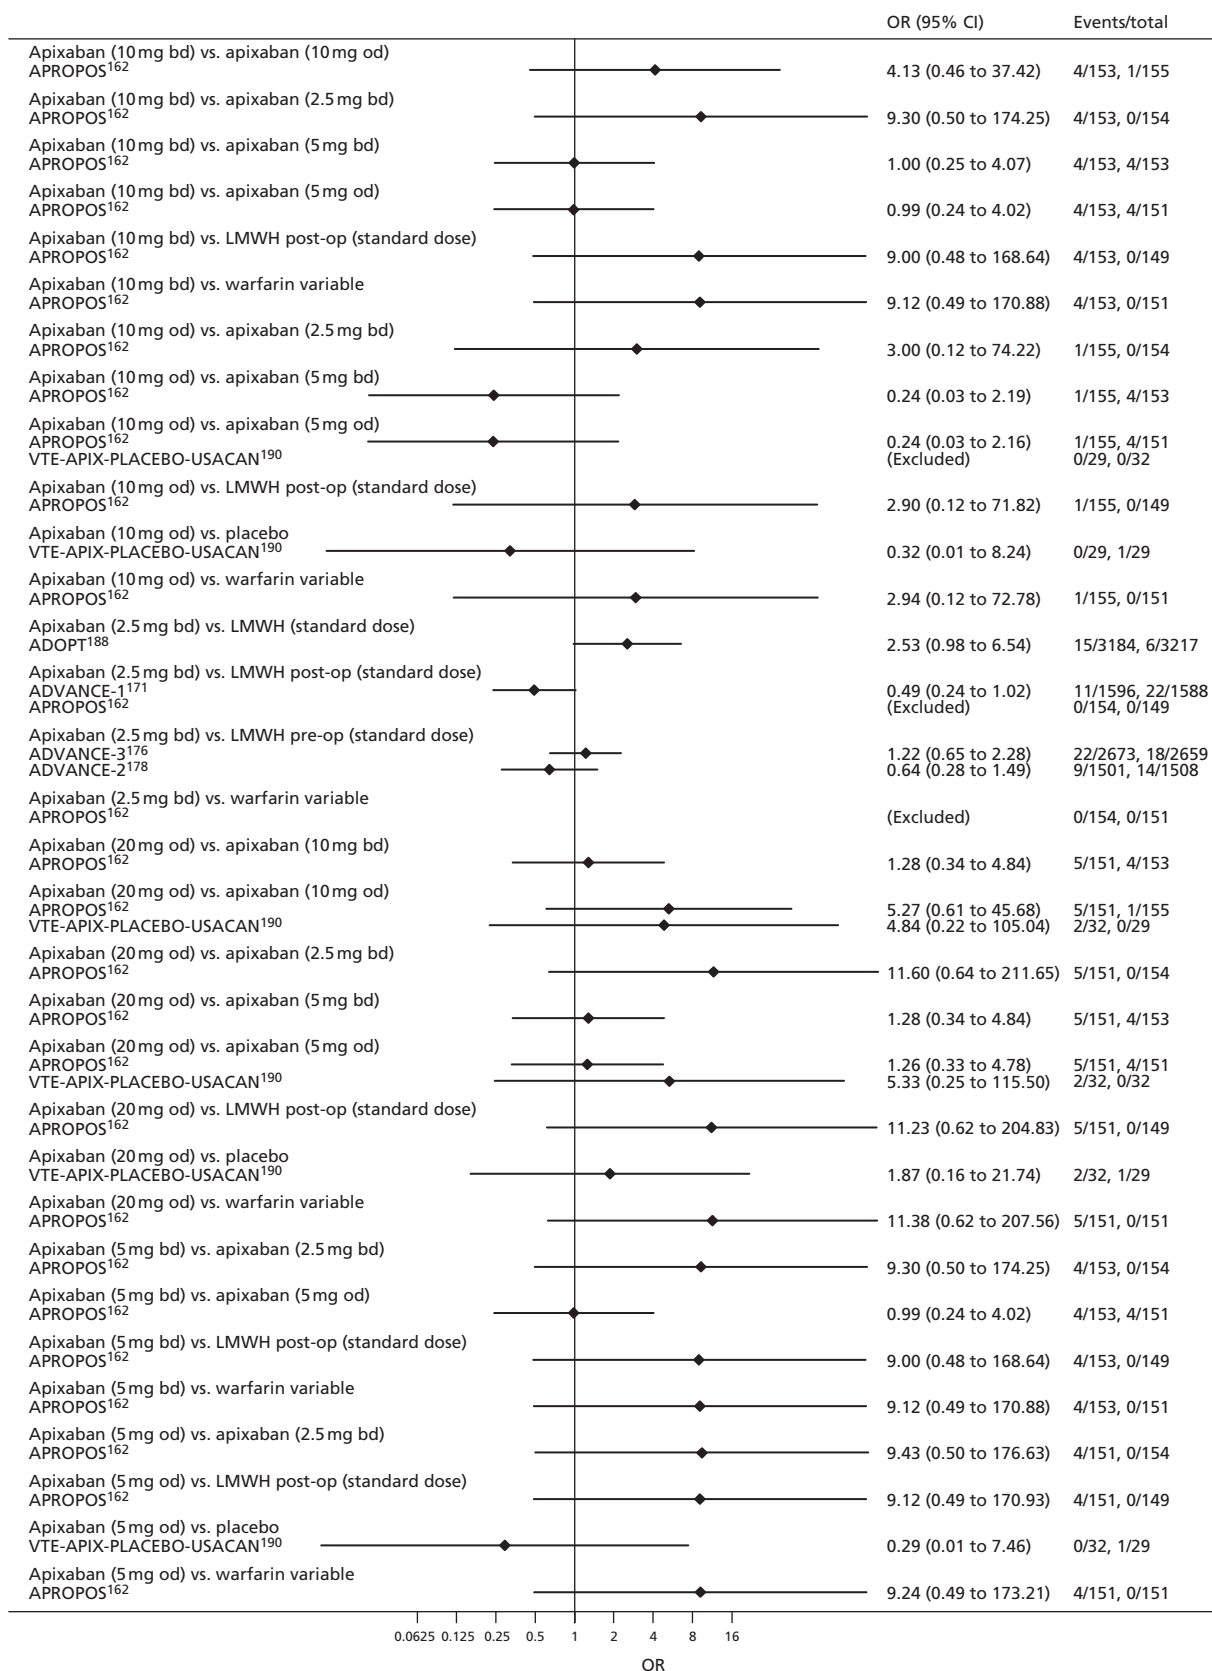 OR (95% CI) Events/total
Apixaban (10 mg bd) vs. apixaban (10 mg od)
APROPOS162 4.13 (0.46 to 37.42) 4/153, 1/155
Apixaban (10 mg bd) vs. apixaban (2.5 mg bd)
APROPOS162 9.30 (0.50 to 174.25) 4/153, 0/154
Apixaban (10 mg bd) vs. apixaban (5 mg bd)
APROPOS162 1.00 (0.25 to 4.07) 4/153, 4/153
Apixaban (10 mg bd) vs. apixaban (5 mg od)
APROPOS162 0.99 (0.24 to 4.02) 4/153, 4/151
Apixaban (10 mg bd) vs. LMWH post-op (standard dose)
APROPOS162 9.00 (0.48 to 168.64) 4/153, 0/149
Apixaban (10 mg bd) vs. warfarin variable
APROPOS162 9.12 (0.49 to 170.88) 4/153, 0/151
Apixaban (10 mg od) vs. apixaban (2.5 mg bd)
APROPOS162 3.00 (0.12 to 74.22) 1/155, 0/154
Apixaban (10 mg od) vs. apixaban (5 mg bd)
APROPOS162 0.24 (0.03 to 2.19) 1/155, 4/153
Apixaban (10 mg od) vs. apixaban (5 mg od)
APROPOS162 0.24 (0.03 to 2.16) 1/155, 4/151
VTE-APIX-PLACEBO-USACAN190 (Excluded) 0/29, 0/32
Apixaban (10 mg od) vs. LMWH post-op (standard dose)
APROPOS162 2.90 (0.12 to 71.82) 1/155, 0/149
Apixaban (10 mg od) vs. placebo
VTE-APIX-PLACEBO-USACAN190 0.32 (0.01 to 8.24) 0/29, 1/29
Apixaban (10 mg od) vs. warfarin variable
APROPOS162 2.94 (0.12 to 72.78) 1/155, 0/151
Apixaban (2.5 mg bd) vs. LMWH (standard dose)
ADOPT188 2.53 (0.98 to 6.54) 15/3184, 6/3217
Apixaban (2.5 mg bd) vs. LMWH post-op (standard dose)
ADVANCE-1171 0.49 (0.24 to 1.02) 11/1596, 22/1588
APROPOS162 (Excluded) 0/154, 0/149
Apixaban (2.5 mg bd) vs. LMWH pre-op (standard dose)
ADVANCE-3176 1.22 (0.65 to 2.28) 22/2673, 18/2659
ADVANCE-2178 0.64 (0.28 to 1.49) 9/1501, 14/1508
Apixaban (2.5 mg bd) vs. warfarin variable
APROPOS162 (Excluded) 0/154, 0/151
Apixaban (20 mg od) vs. apixaban (10 mg bd)
APROPOS162 1.28 (0.34 to 4.84) 5/151, 4/153
Apixaban (20 mg od) vs. apixaban (10 mg od)
APROPOS162 5.27 (0.61 to 45.68) 5/151, 1/155
VTE-APIX-PLACEBO-USACAN190 4.84 (0.22 to 105.04) 2/32, 0/29
Apixaban (20 mg od) vs. apixaban (2.5 mg bd)
APROPOS162 11.60 (0.64 to 211.65) 5/151, 0/154
Apixaban (20 mg od) vs. apixaban (5 mg bd)
APROPOS162 1.28 (0.34 to 4.84) 5/151, 4/153
Apixaban (20 mg od) vs. apixaban (5 mg od)
APROPOS162 1.26 (0.33 to 4.78) 5/151, 4/151
VTE-APIX-PLACEBO-USACAN190 5.33 (0.25 to 115.50) 2/32, 0/32
Apixaban (20 mg od) vs. LMWH post-op (standard dose)
APROPOS162 11.23 (0.62 to 204.83) 5/151, 0/149
Apixaban (20 mg od) vs. placebo
VTE-APIX-PLACEBO-USACAN190 1.87 (0.16 to 21.74) 2/32, 1/29
Apixaban (20 mg od) vs. warfarin variable
APROPOS162 11.38 (0.62 to 207.56) 5/151, 0/151
Apixaban (5 mg bd) vs. apixaban (2.5 mg bd)
APROPOS162 9.30 (0.50 to 174.25) 4/153, 0/154
Apixaban (5 mg bd) vs. apixaban (5 mg od)
APROPOS162 0.99 (0.24 to 4.02) 4/153, 4/151
Apixaban (5 mg bd) vs. LMWH post-op (standard dose)
APROPOS162 9.00 (0.48 to 168.64) 4/153, 0/149
Apixaban (5 mg bd) vs. warfarin variable
APROPOS162 9.12 (0.49 to 170.88) 4/153, 0/151
Apixaban (5 mg od) vs. apixaban (2.5 mg bd)
APROPOS162 9.43 (0.50 to 176.63) 4/151, 0/154
Apixaban (5 mg od) vs. LMWH post-op (standard dose)
APROPOS162 9.12 (0.49 to 170.93) 4/151, 0/149
Apixaban (5 mg od) vs. placebo
VTE-APIX-PLACEBO-USACAN190 0.29 (0.01 to 7.46) 0/32, 1/29
Apixaban (5 mg od) vs. warfarin variable
APROPOS162 9.24 (0.49 to 173.21) 4/151, 0/151
0.0625 0.125 0.25 0.5 1 2 4 8 16
OR